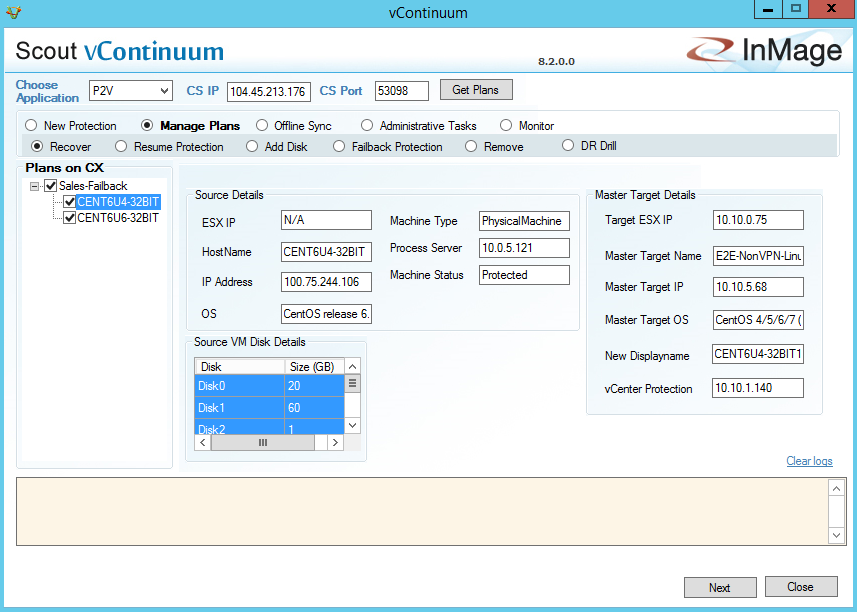 vContinuum
Scout vContinuum
8.2.0.0
InMage
Choose Application
P2V
CS IP
104.45.213.176
CS Port
53098
Get Plans
New Protection
Manage Plans
Offline Sync
Administrative Tasks
Monitor
Recover
Resume Protection
Add Disk
Failback Protection
Remove
DR Drill
Plans on CX
Sales-Failback
CENT6U4-32BIT
CENT6U6-32BIT
Source Details
ESX IP
N/A
HostName
CENT6U4-32BIT
IP Address
100.75.244.106
OS
CentOS release 6.
Machine Type
PhysicalMachine
Process Server
10.0.5.121
Machine Status
Protected
Master Target Details
Target ESX IP
10.10.0.75
Master Target Name
E2E-NonVPN-Linu
Master Target IP
10.10.5.68
Master Target OS
CentOS 4/5/6/7 (
New Displayname
CENT6U4-32BIT1
vCenter Protection
10.10.1.140
Source VM Disk Details
Disk Size (GB)
Disk0 20
Disk1 60
Disk2 1
Clear logs
Next
Close